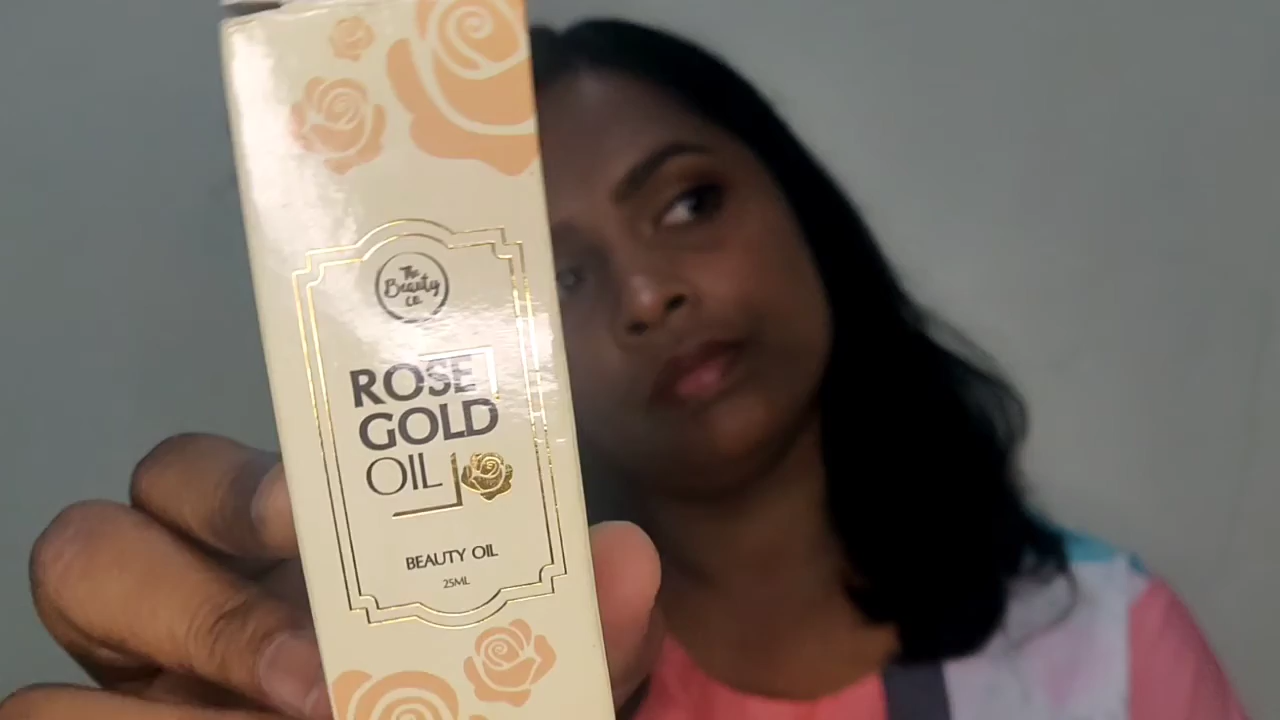 The
Beauty
Co.
ROSE
GOLD
OIL
BEAUTY OIL
25ML